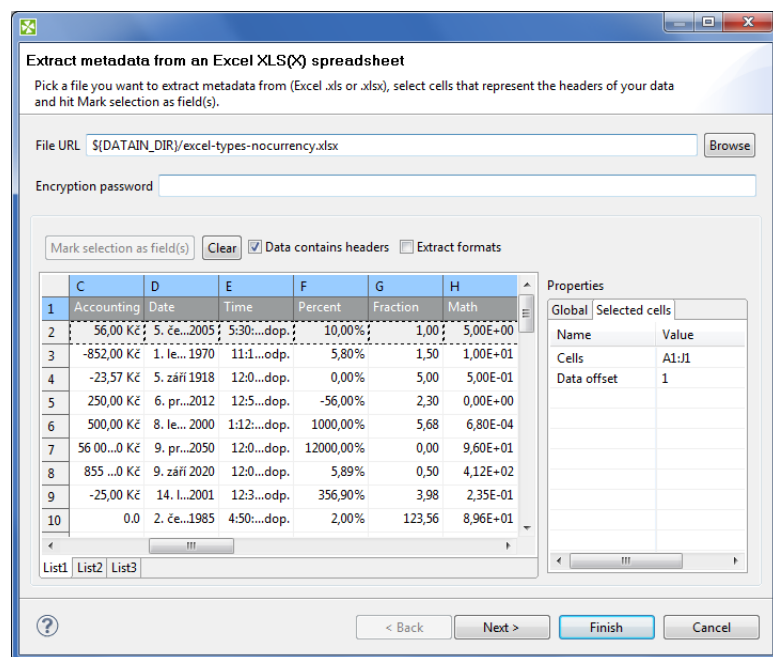 Extract metadata from an Excel XLS(X) spreadsheet
Pick a file you want to extract metadata from (Excel .xls or .xlsx), select cells that represent the headers of your data
and hit Mark selection as field(s).
File URL ${DATAIN_DIR}/excel-types-nocurrency.xlsx Browse
Encryption password
Mark selection as field(s) Clear Data contains headers Extract formats
Properties
C D E F G H
Global Selected cells
1 Accounting Date Time Percent Fraction Math
2 56,00 Kč 5. če...2005 5:30:...dop. 10,00% 1,00 5,00E+00
Name Value
3 -852,00 Kč 1. le... 1970 11:1...odp. 5,80% 1,50 1,00E+01
Cells A1:J1
4 -23,57 Kč 5. září 1918 12:0...dop. 0,00% 5,00 5,00E-01
Data offset 1
5 250,00 Kč 6. pr...2012 12:5...dop. -56,00% 2,30 0,00E+00
6 500,00 Kč 8. le... 2000 1:12:...dop. 1000,00% 5,68 6,80E-04
7 56 00...0 Kč 9. pr...2050 12:0...dop. 12000,00% 0,00 9,60E+01
8 855 ...0 Kč 9. září 2020 12:0...dop. 5,89% 0,50 4,12E+02
9 -25,00 Kč 14. l...2001 12:3...odp. 356,90% 3,98 2,35E-01
10 0.0 2. če...1985 4:50:...dop. 2,00% 123,56 8,96E+01
List1 List2 List3
? < Back Next > Finish Cancel